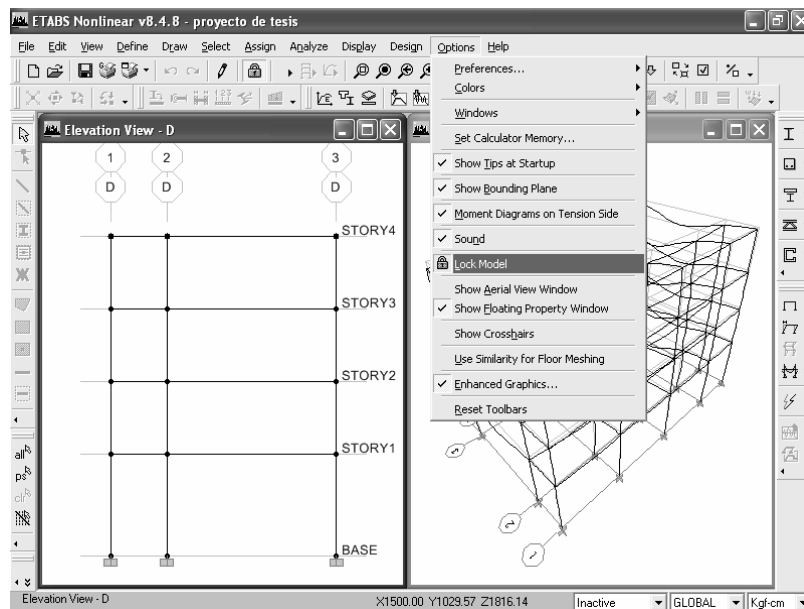 ETABS Nonlinear v8.4.8 - proyecto de tesis
File Edit View Define Draw Select Assign Analyze Display Design Options Help
Preferences...
Colors
Windows
Set Calculator Memory...
Show Tips at Startup
Show Bounding Plane
Moment Diagrams on Tension Side
Sound
Lock Model
Show Aerial View Window
Show Floating Property Window
Show Crosshairs
Use Similarity for Floor Meshing
Enhanced Graphics...
Reset Toolbars
Elevation View - D
1 2 3
D D D
STORY4
STORY3
STORY2
STORY1
BASE
2
1
all
ps
clr
Elevation View - D X1500.00 Y1029.57 Z1816.14 Inactive GLOBAL Kgf-cm